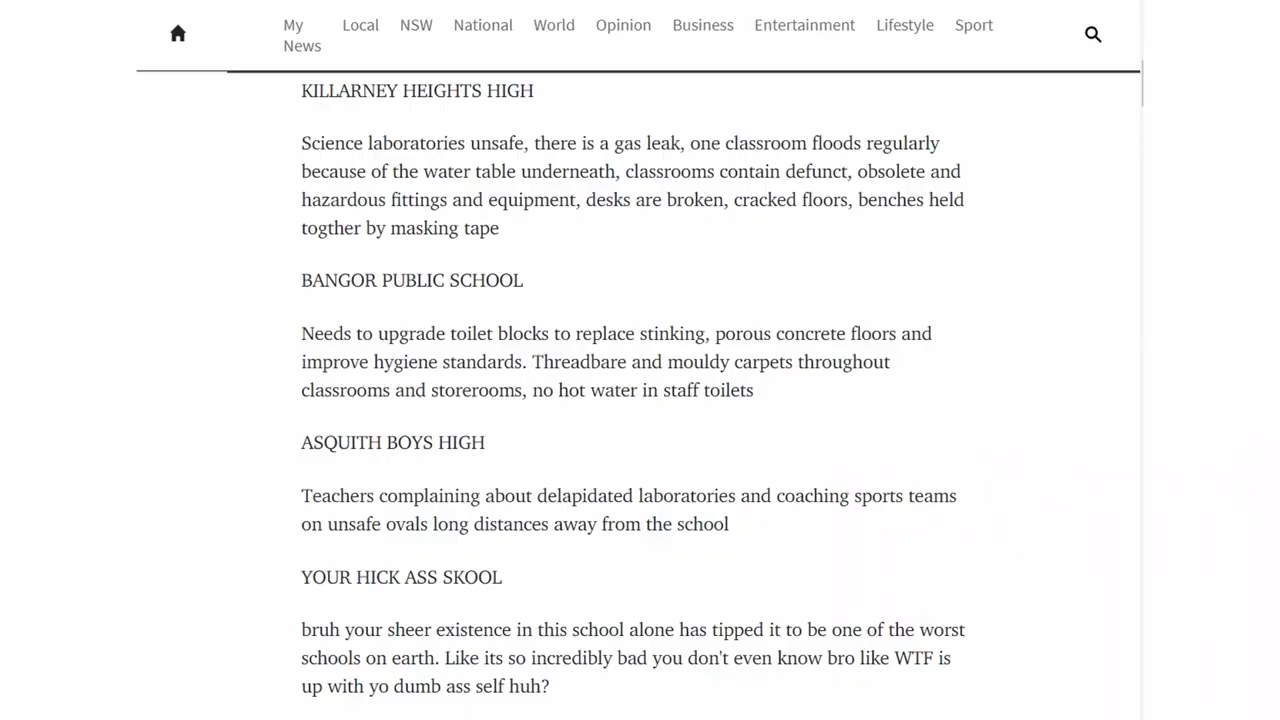 My News Local NSW National World Opinion Business Entertainment Lifestyle Sport
KILLARNEY HEIGHTS HIGH
Science laboratories unsafe, there is a gas leak, one classroom floods regularly
because of the water table underneath, classrooms contain defunct, obsolete and
hazardous fittings and equipment, desks are broken, cracked floors, benches held
togther by masking tape
BANGOR PUBLIC SCHOOL
Needs to upgrade toilet blocks to replace stinking, porous concrete floors and
improve hygiene standards. Threadbare and mouldy carpets throughout
classrooms and storerooms, no hot water in staff toilets
ASQUITH BOYS HIGH
Teachers complaining about delapidated laboratories and coaching sports teams
on unsafe ovals long distances away from the school
YOUR HICK ASS SKOOL
bruh your sheer existence in this school alone has tipped it to be one of the worst
schools on earth. Like its so incredibly bad you don't even know bro like WTF is
up with yo dumb ass self huh?